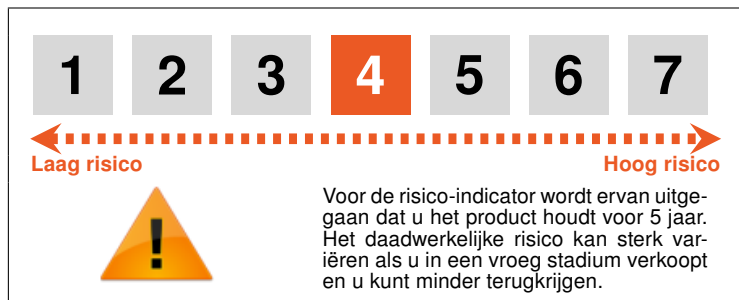 1 2 3 4 5 6 7
Laag risico Hoog risico
!
Voor de risico-indicator wordt ervan uitge-
gaan dat u het product houdt voor 5 jaar.
Het daadwerkelijke risico kan sterk var-
iëren als u in een vroeg stadium verkoopt
en u kunt minder terugkrijgen.